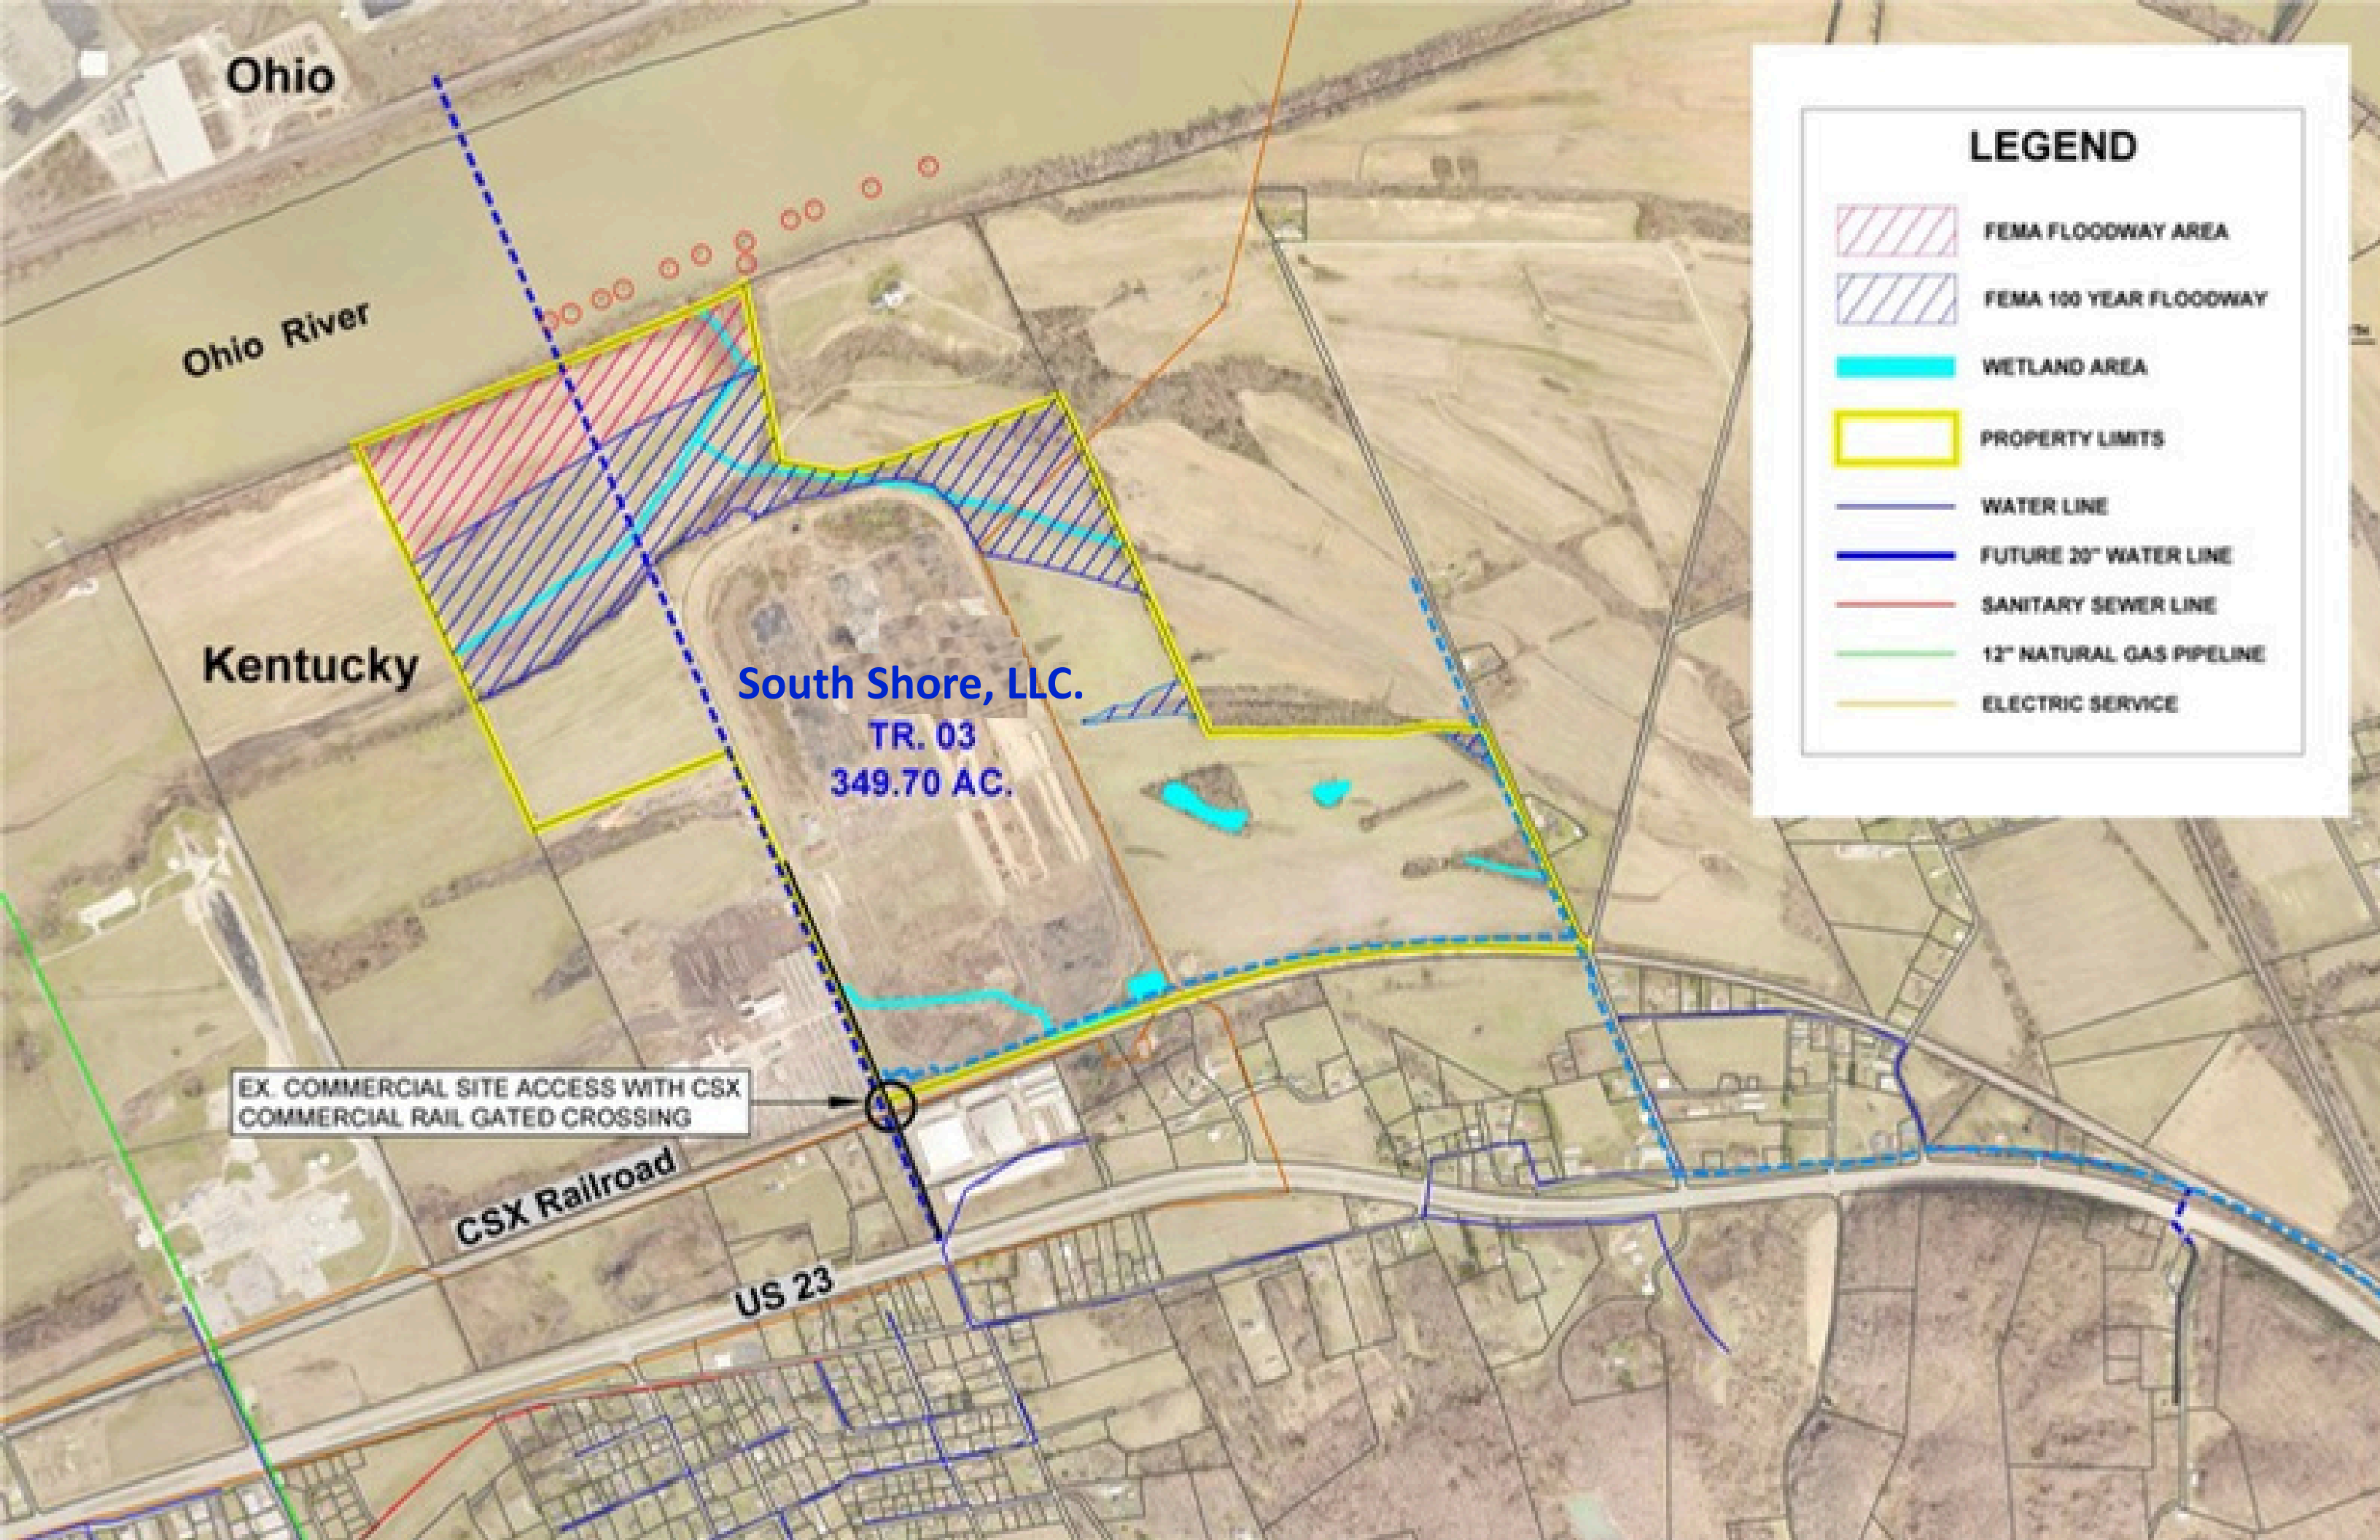 Ohio
Ohio River
Kentucky
South Shore, LLC.
TR. 03
349.70 AC.
EX. COMMERCIAL SITE ACCESS WITH CSX
COMMERCIAL RAIL GATED CROSSING
CSX Railroad
US 23
LEGEND
FEMA FLOODWAY AREA
FEMA 100 YEAR FLOODWAY
WETLAND AREA
PROPERTY LIMITS
WATER LINE
FUTURE 20" WATER LINE
SANITARY SEWER LINE
12" NATURAL GAS PIPELINE
ELECTRIC SERVICE